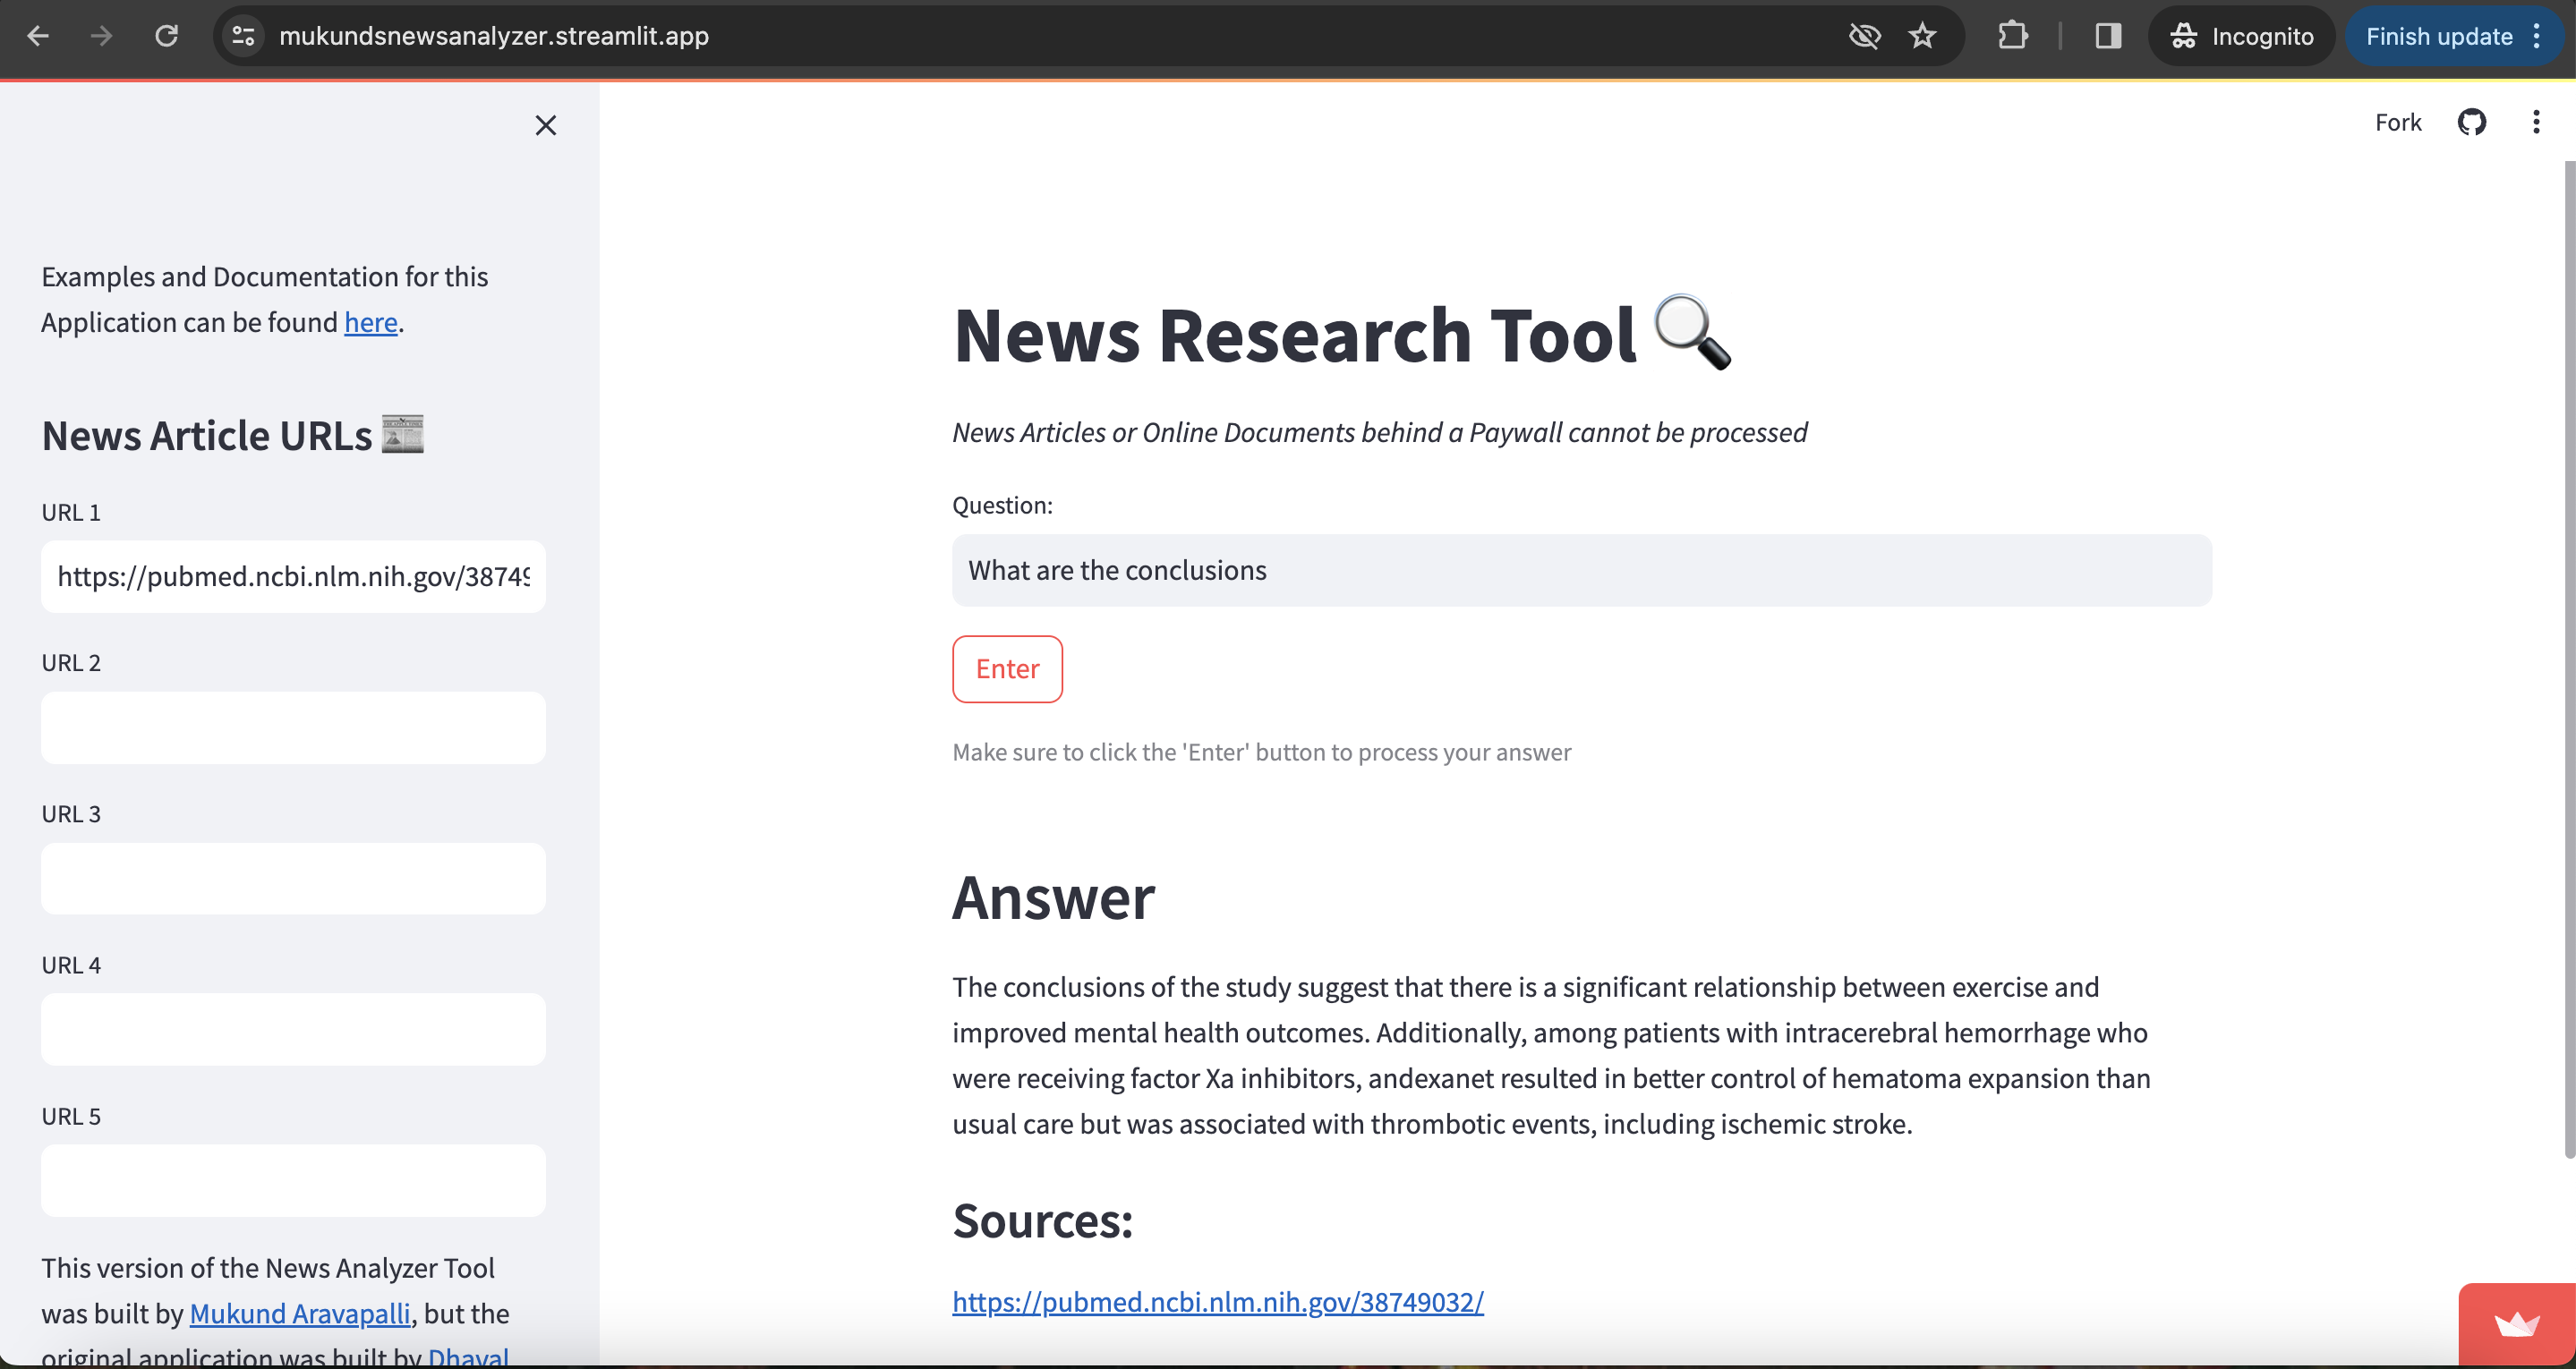 mukundsnewsanalyzer.streamlit.app
Incognito
Finish update
Fork
Examples and Documentation for this
Application can be found here.
News Article URLs
URL 1
https://pubmed.ncbi.nlm.nih.gov/38749
URL 2
URL 3
URL 4
URL 5
This version of the News Analyzer Tool
was built by Mukund Aravapalli, but the
original application was built by Dhaval
News Research Tool
News Articles or Online Documents behind a Paywall cannot be processed
Question:
What are the conclusions
Enter
Make sure to click the 'Enter' button to process your answer
Answer
The conclusions of the study suggest that there is a significant relationship between exercise and
improved mental health outcomes. Additionally, among patients with intracerebral hemorrhage who
were receiving factor Xa inhibitors, andexanet resulted in better control of hematoma expansion than
usual care but was associated with thrombotic events, including ischemic stroke.
Sources:
https://pubmed.ncbi.nlm.nih.gov/38749032/